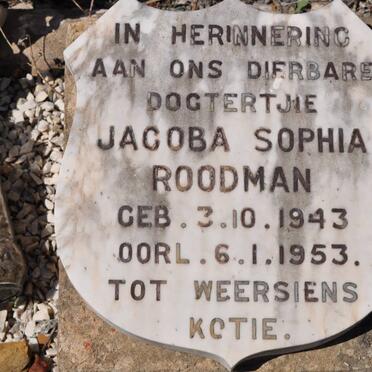 IN HERINNERING
AAN ONS DIERBARE
DOGTERTJIE
JACOBA SOPHIA
ROODMAN
GEB. 3.10.1943
OORL. 6.1.1953.
TOT WEERSIENS
KOTIE.